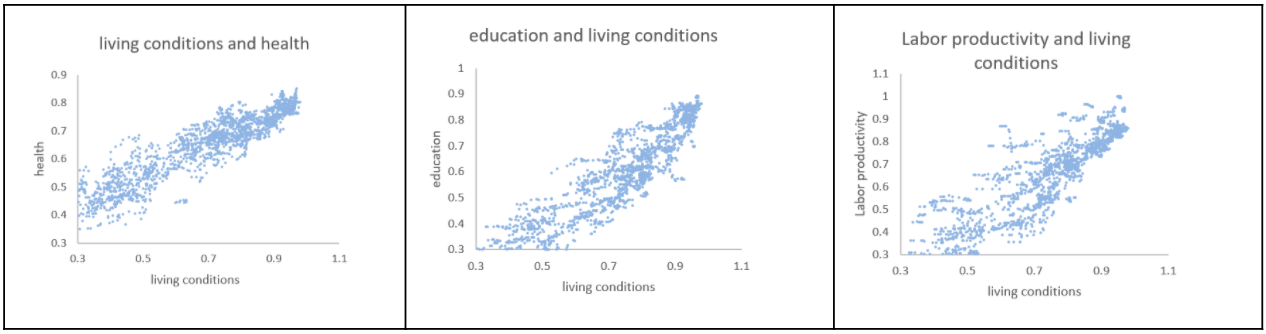 living conditions and health
0.9
0.8
0.7
0.6
0.5
0.4
0.3
health
0.3 0.5 0.7 0.9 1.1
living conditions
education and living conditions
1
0.9
0.8
0.7
0.6
0.5
0.4
0.3
education
0.3 0.5 0.7 0.9 1.1
living conditions
Labor productivity and living
conditions
1.1
1
0.9
0.8
0.7
0.6
0.5
0.4
0.3
Labor productivity
0.3 0.5 0.7 0.9 1.1
living conditions